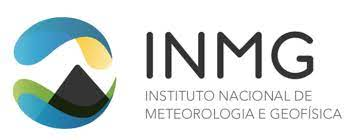 INMG
INSTITUTO NACIONAL DE
METEOROLOGIA E GEOFÍSICA